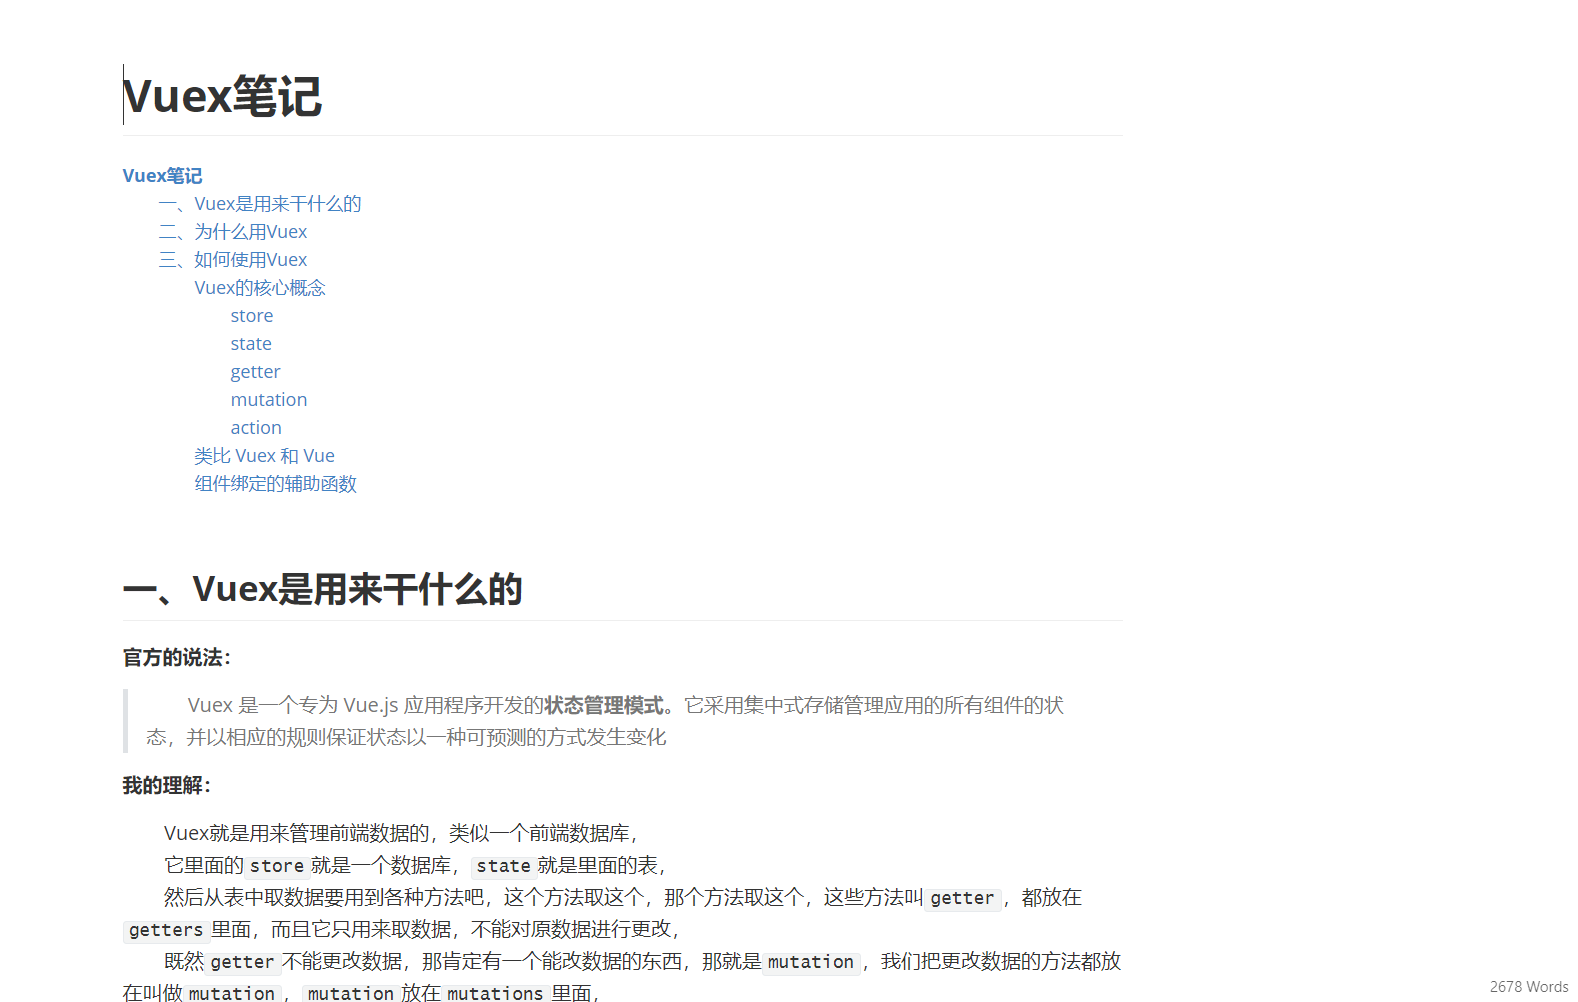 Vuex笔记
Vuex笔记
一、Vuex是用来干什么的
二、为什么用Vuex
三、如何使用Vuex
Vuex的核心概念
store
state
getter
mutation
action
类比 Vuex 和 Vue
组件绑定的辅助函数
一、Vuex是用来干什么的
官方的说法：
Vuex 是一个专为 Vue.js 应用程序开发的状态管理模式。它采用集中式存储管理应用的所有组件的状
态，并以相应的规则保证状态以一种可预测的方式发生变化
我的理解：
Vuex就是用来管理前端数据的，类似一个前端数据库，
它里面的 store 就是一个数据库，state 就是里面的表，
然后从表中取数据要用到各种方法吧，这个方法取这个，那个方法取这个，这些方法叫 getter ，都放在
getters 里面，而且它只用来取数据，不能对原数据进行更改，
既然 getter 不能更改数据，那肯定有一个能改数据的东西，那就是 mutation ，我们把更改数据的方法都放
在叫做 mutation ，mutation 放在 mutations 里面，
2678 Words